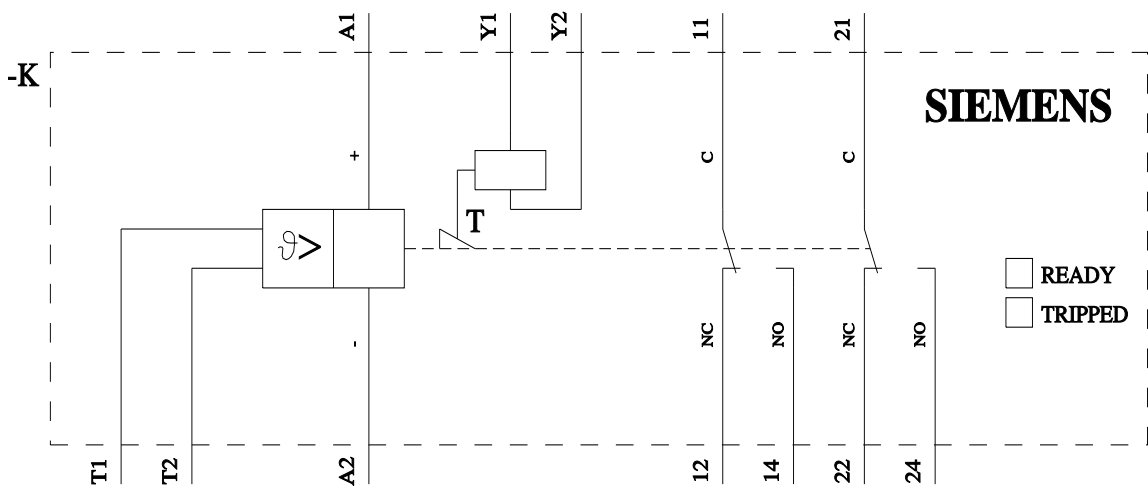 A1
Y1
Y2
11
21
-K
SIEMENS
+
C
C
T
ϑ>
READY
TRIPPED
-
NC
NO
NC
NO
T1
T2
A2
12
14
22
24